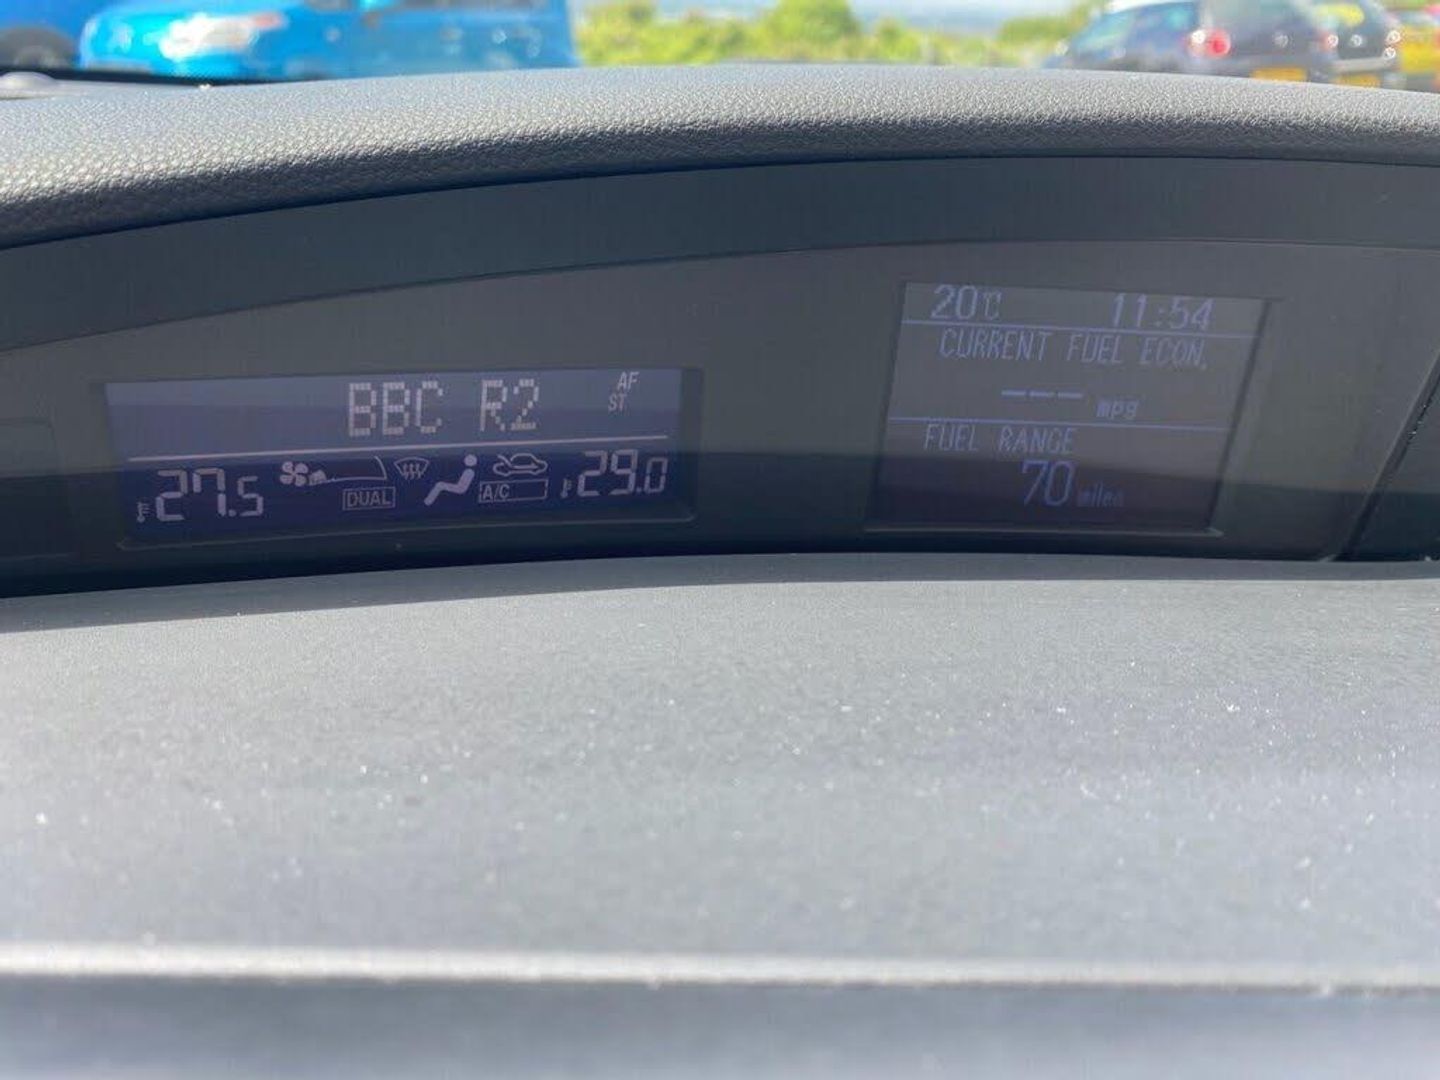 BBC R2
AF
ST
27.5
DUAL
A/C
29.0
20℃ 11:54
CURRENT FUEL ECON.
--- mpg
FUEL RANGE
70 miles